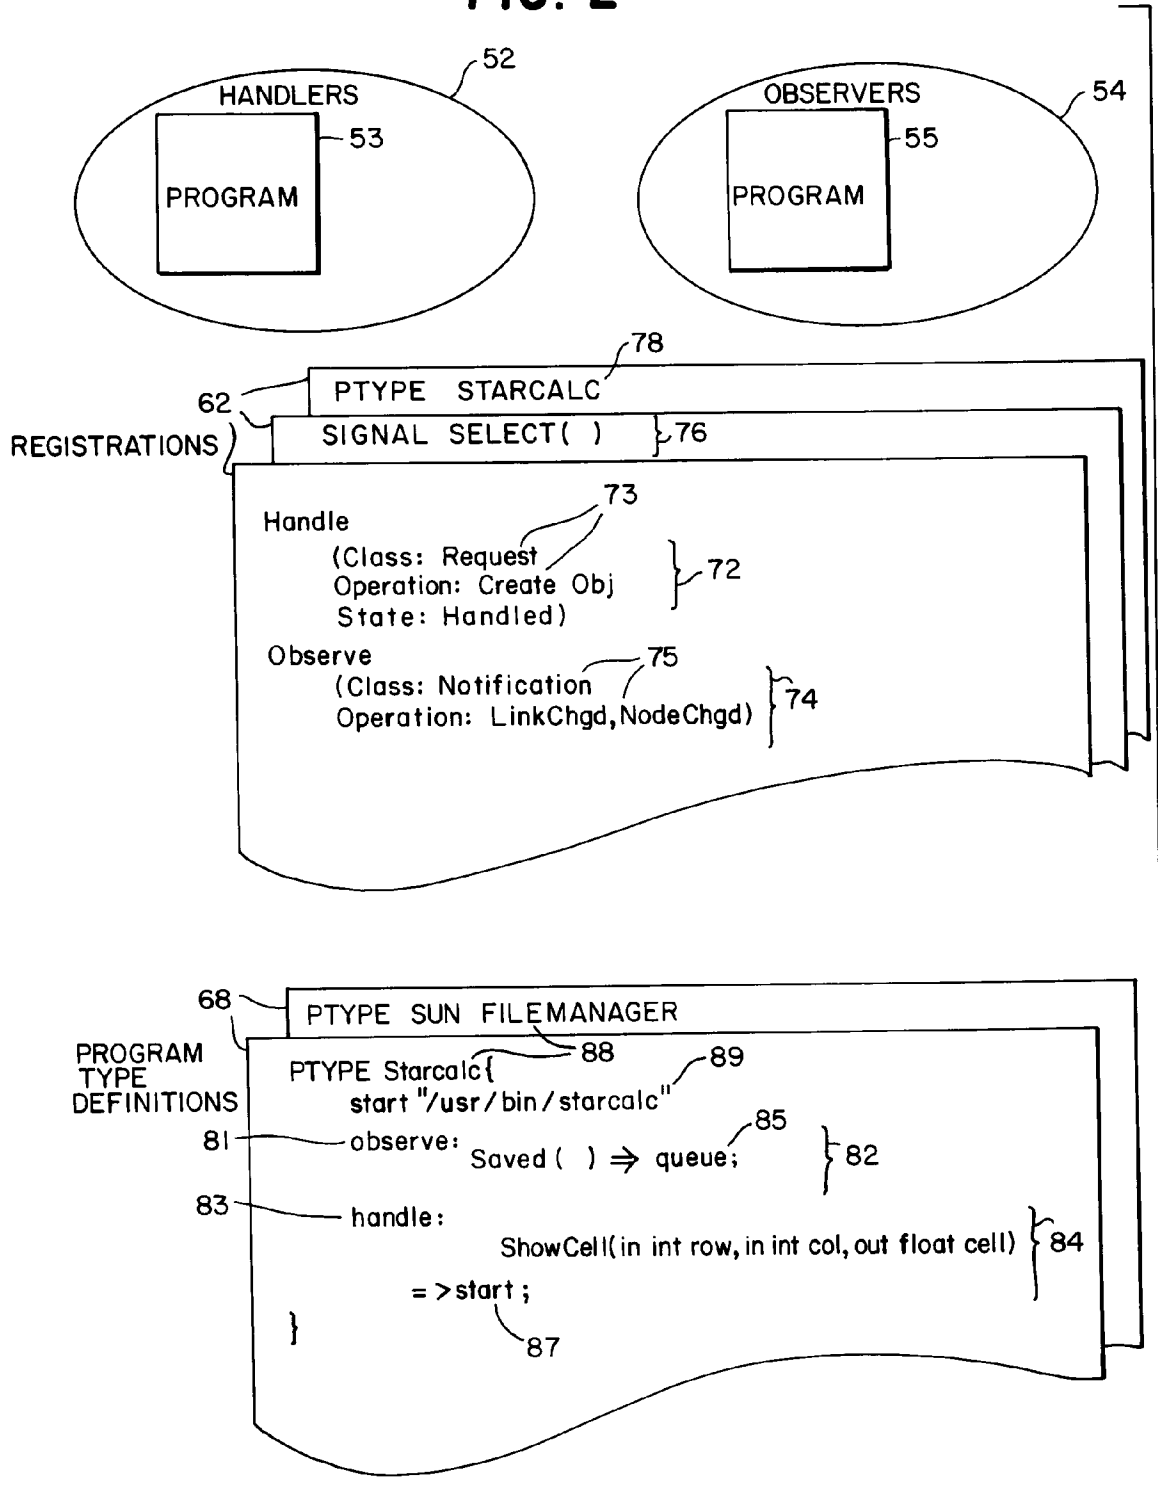 FIG. 2
52
HANDLERS
53
PROGRAM
54
OBSERVERS
55
PROGRAM
78
PTYPE STARCALC
62
SIGNAL SELECT( ) 76
REGISTRATIONS
73
Handle
(Class: Request
Operation: Create Obj
State: Handled)
72
Observe
75
(Class: Notification
Operation: LinkChgd, NodeChgd)
74
68
PTYPE SUN FILEMANAGER
PROGRAM
TYPE
DEFINITIONS
88
PTYPE Starcalc{
89
start "/usr/bin/starcalc"
81
observe:
85
Saved ( ) ⇒ queue;
82
83
handle:
ShowCell(in int row, in int col, out float cell)
84
= > start ;
}
87